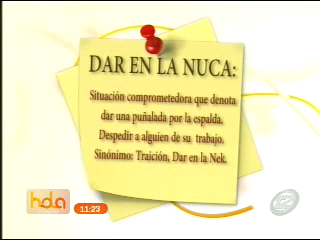 DAR EN LA NUCA:
Situación comprometedora que denota
dar una puñalada por la espalda.
Despedir a alguien de su trabajo.
Sinónimo: Traición, Dar en la Nek.
hda
11:23